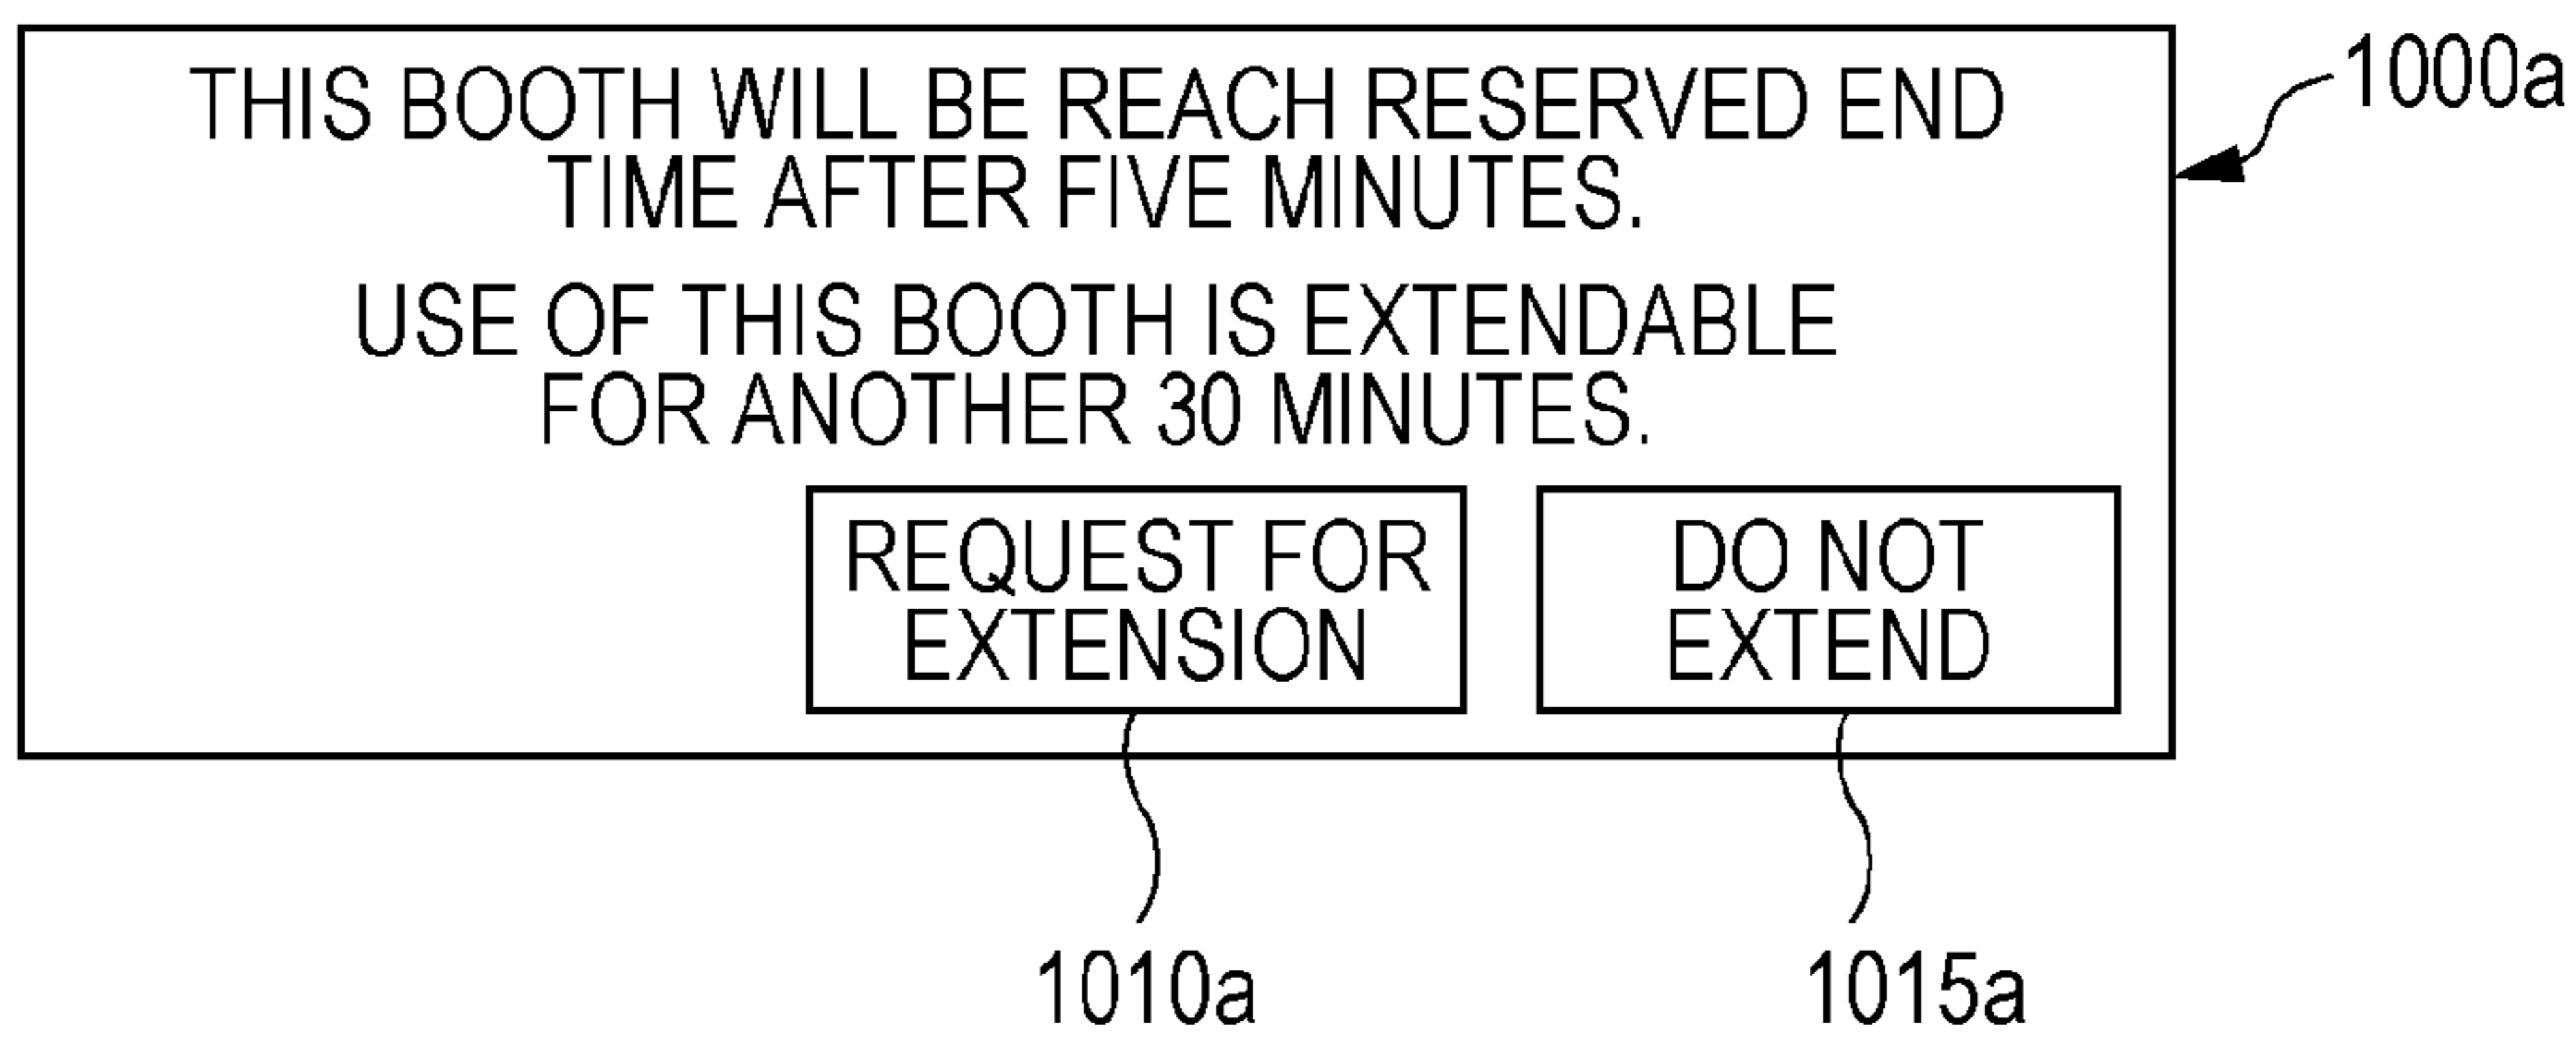 THIS BOOTH WILL BE REACH RESERVED END
TIME AFTER FIVE MINUTES.
USE OF THIS BOOTH IS EXTENDABLE
FOR ANOTHER 30 MINUTES.
REQUEST FOR
EXTENSION
DO NOT
EXTEND
1000a
1010a
1015a